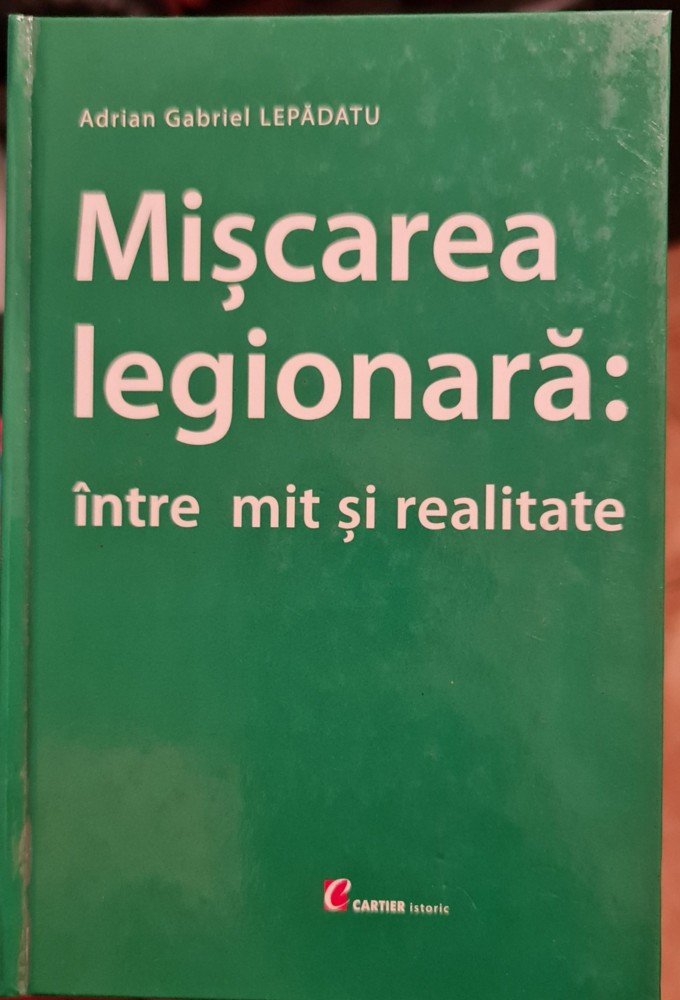 Adrian Gabriel LEPĂDATU
Mișcarea
legionară:
între mit și realitate
CARTIER istoric